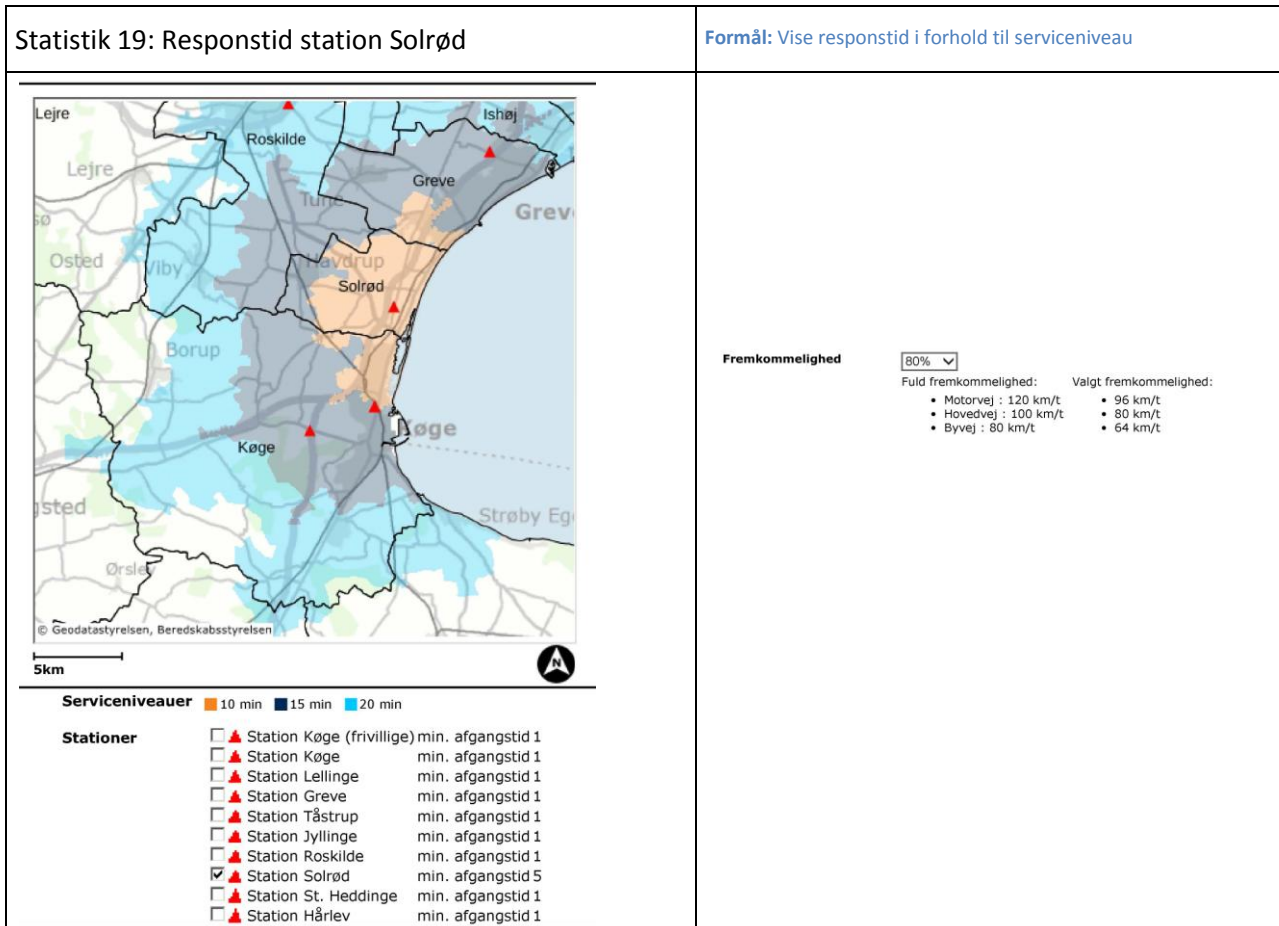 Statistik 19: Responstid station Solrød
Formål: Vise responstid i forhold til serviceniveau
Lejre
Ishøj
Roskilde
Lejre
Greve
Tune
Greve
Osted
Viby
Havdrup
Solrød
Borup
Køge
Køge
Strøby Eg
Ørslev
© Geodatastyrelsen, Beredskabsstyrelsen
5km
N
Serviceniveauer 10 min 15 min 20 min
Stationer
Station Køge (frivillige) min. afgangstid 1
Station Køge min. afgangstid 1
Station Lellinge min. afgangstid 1
Station Greve min. afgangstid 1
Station Tåstrup min. afgangstid 1
Station Jyllinge min. afgangstid 1
Station Roskilde min. afgangstid 1
Station Solrød min. afgangstid 5
Station St. Heddinge min. afgangstid 1
Station Hårlev min. afgangstid 1
Fremkommelighed 80%
Fuld fremkommelighed: Valgt fremkommelighed:
• Motorvej : 120 km/t • 96 km/t
• Hovedvej : 100 km/t • 80 km/t
• Byvej : 80 km/t • 64 km/t